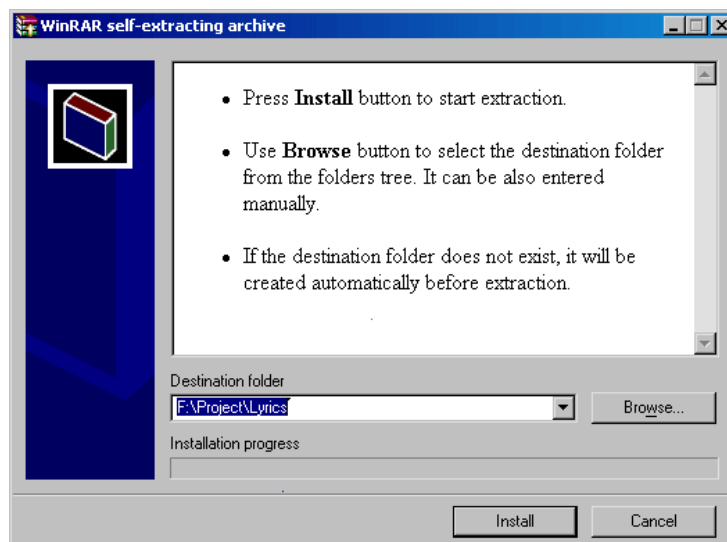 WinRAR self-extracting archive
• Press Install button to start extraction.
• Use Browse button to select the destination folder
from the folders tree. It can be also entered
manually.
• If the destination folder does not exist, it will be
created automatically before extraction.
Destination folder
F:\Project\Lyrics
Browse...
Installation progress
Install
Cancel